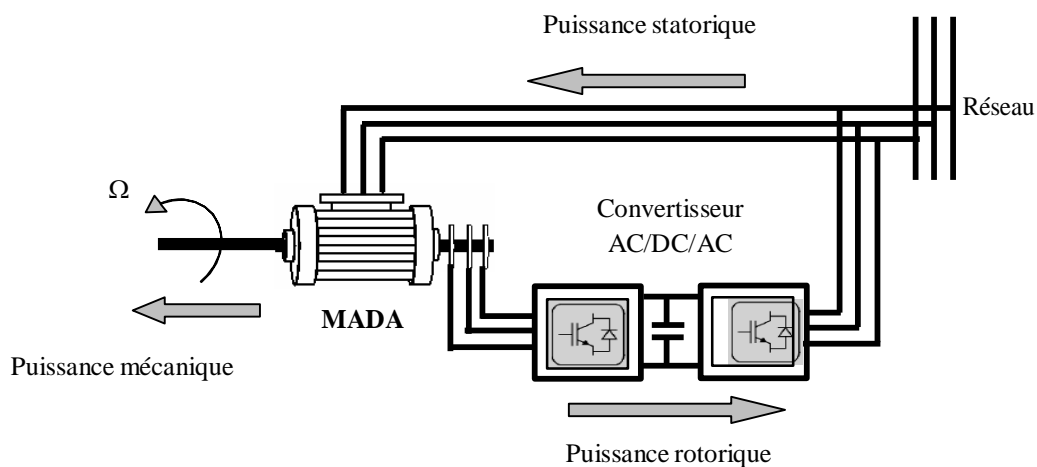 Puissance statorique
Réseau
Ω
Convertisseur
AC/DC/AC
MADA
Puissance mécanique
Puissance rotorique